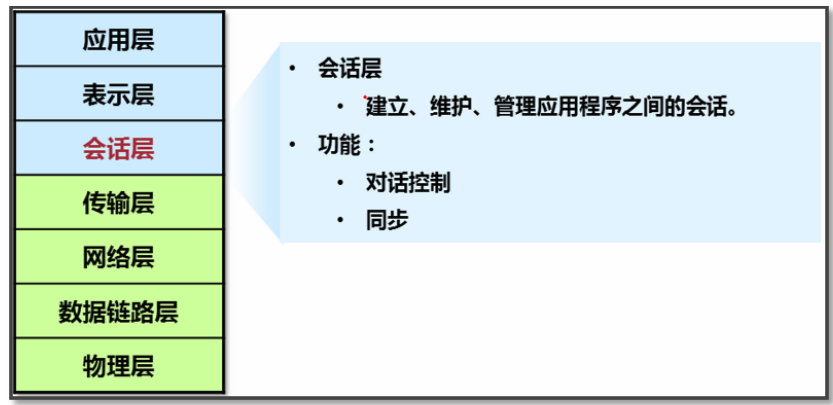 应用层
表示层
会话层
传输层
网络层
数据链路层
物理层
• 会话层
• 建立、维护、管理应用程序之间的会话。
• 功能：
• 对话控制
• 同步